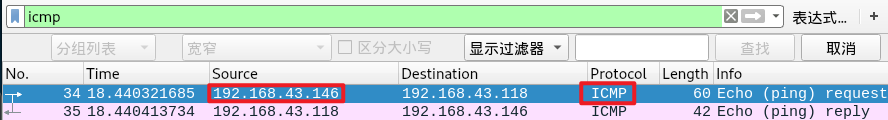 icmp 表达式… +
分组列表 宽窄 区分大小写 显示过滤器 查找 取消
No. Time Source Destination Protocol Length Info
34 18.440321685 192.168.43.146 192.168.43.118 ICMP 60 Echo (ping) request
35 18.440413734 192.168.43.118 192.168.43.146 ICMP 42 Echo (ping) reply